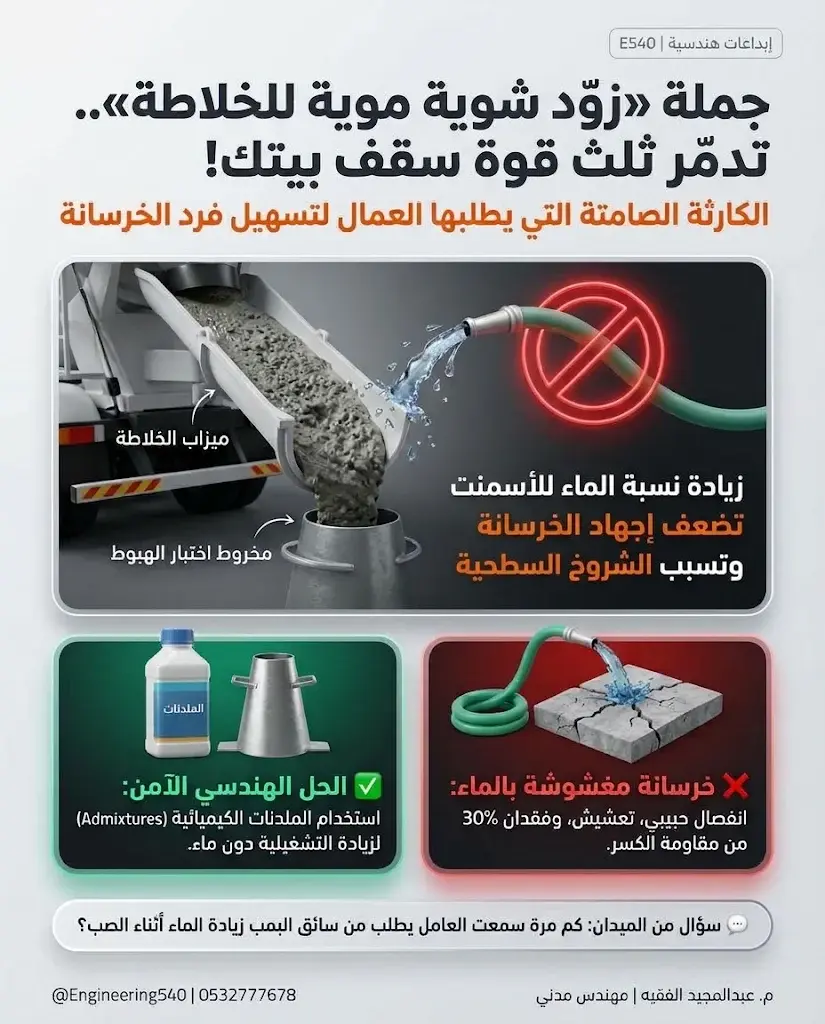 إبداعات هندسية | E540
جملة «زوّد شوية موية للخلاطة»..
تدمّر ثلث قوة سقف بيتك!
الكارثة الصامتة التي يطلبها العمال لتسهيل فرد الخرسانة
ميزاب الخلاطة
مخروط اختبار الهبوط
زيادة نسبة الماء للأسمنت
تضعف إجهاد الخرسانة
وتسبب الشروخ السطحية
❌ خرسانة مغشوشة بالماء:
انفصال حبيبي، تعشيش، وفقدان 30%
من مقاومة الكسر.
الملدنات
✅ الحل الهندسي الآمن:
استخدام الملدنات الكيميائية (Admixtures)
لزيادة التشغيلية دون ماء.
💬 سؤال من الميدان: كم مرة سمعت العامل يطلب من سائق البمب زيادة الماء أثناء الصب؟
م. عبدالمجيد الفقيه | مهندس مدني
@Engineering540 | 0532777678